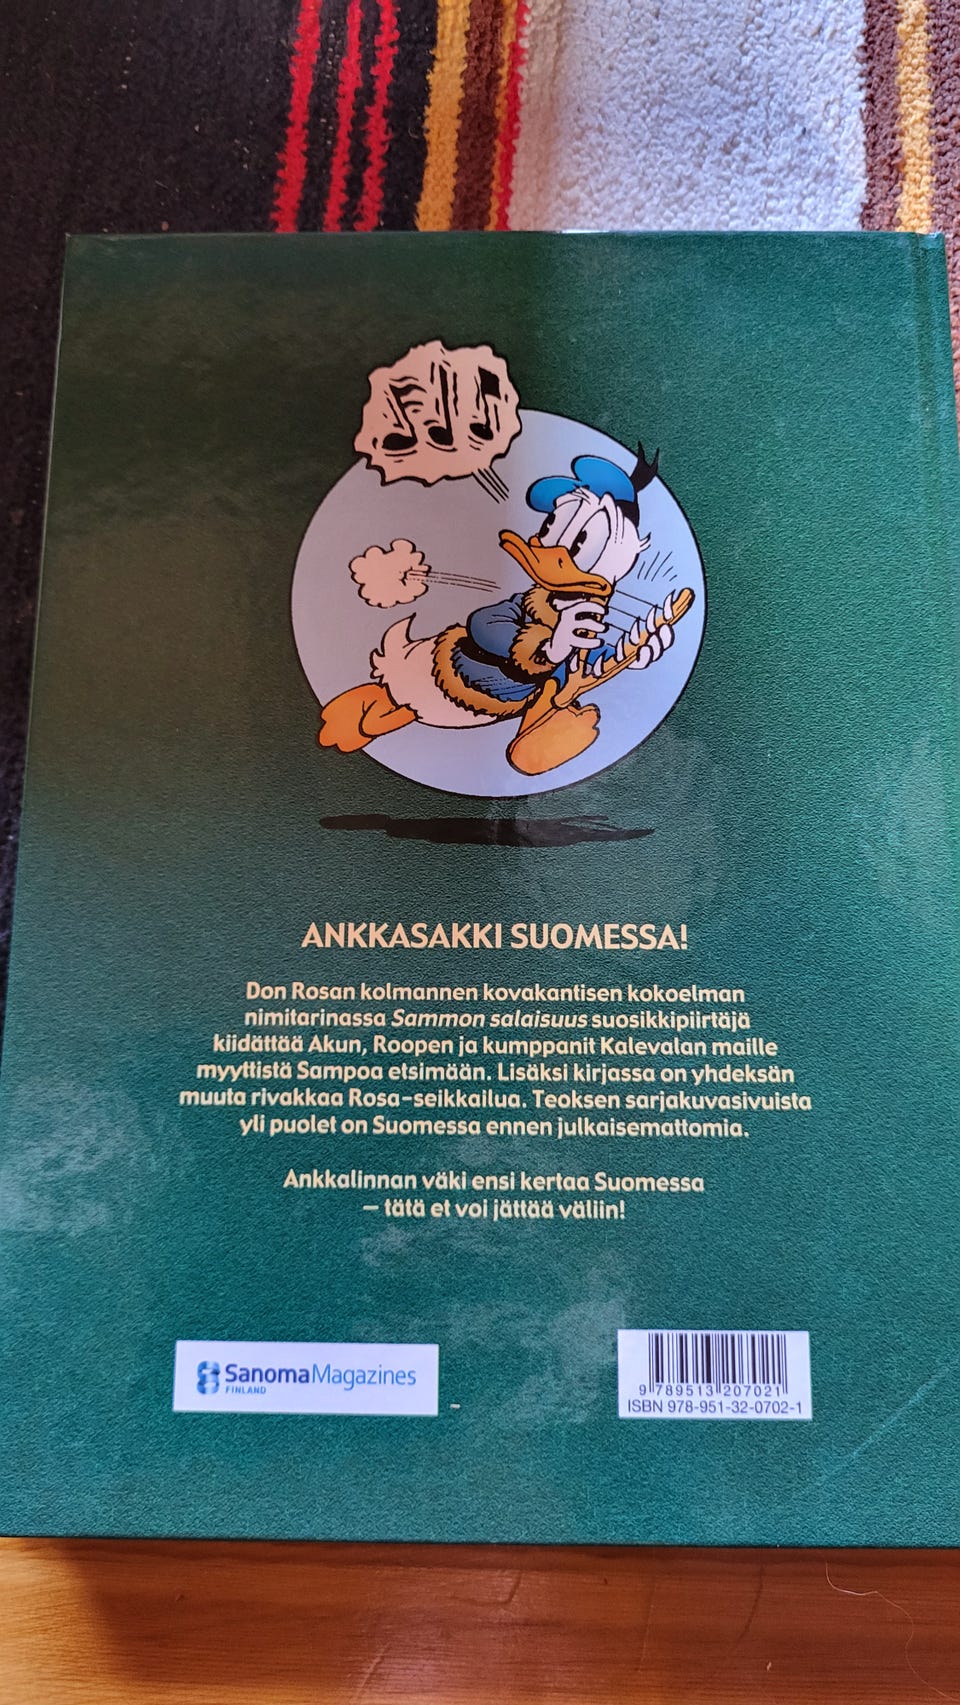 ANKKASAKKI SUOMESSA!
Don Rosan kolmannen kovakantisen kokoelman
nimitarinassa Sammon salaisuus suosikkipiirtäjä
kiidättää Akun, Roopen ja kumppanit Kalevalan maille
myyttistä Sampoa etsimään. Lisäksi kirjassa on yhdeksän
muuta rivakkaa Rosa-seikkailua. Teoksen sarjakuvasivuista
yli puolet on Suomessa ennen julkaisemattomia.
Ankkalinnan väki ensi kertaa Suomessa
– tätä et voi jättää väliin!
SanomaMagazines
FINLAND
9 789513 207021
ISBN 978-951-32-0702-1